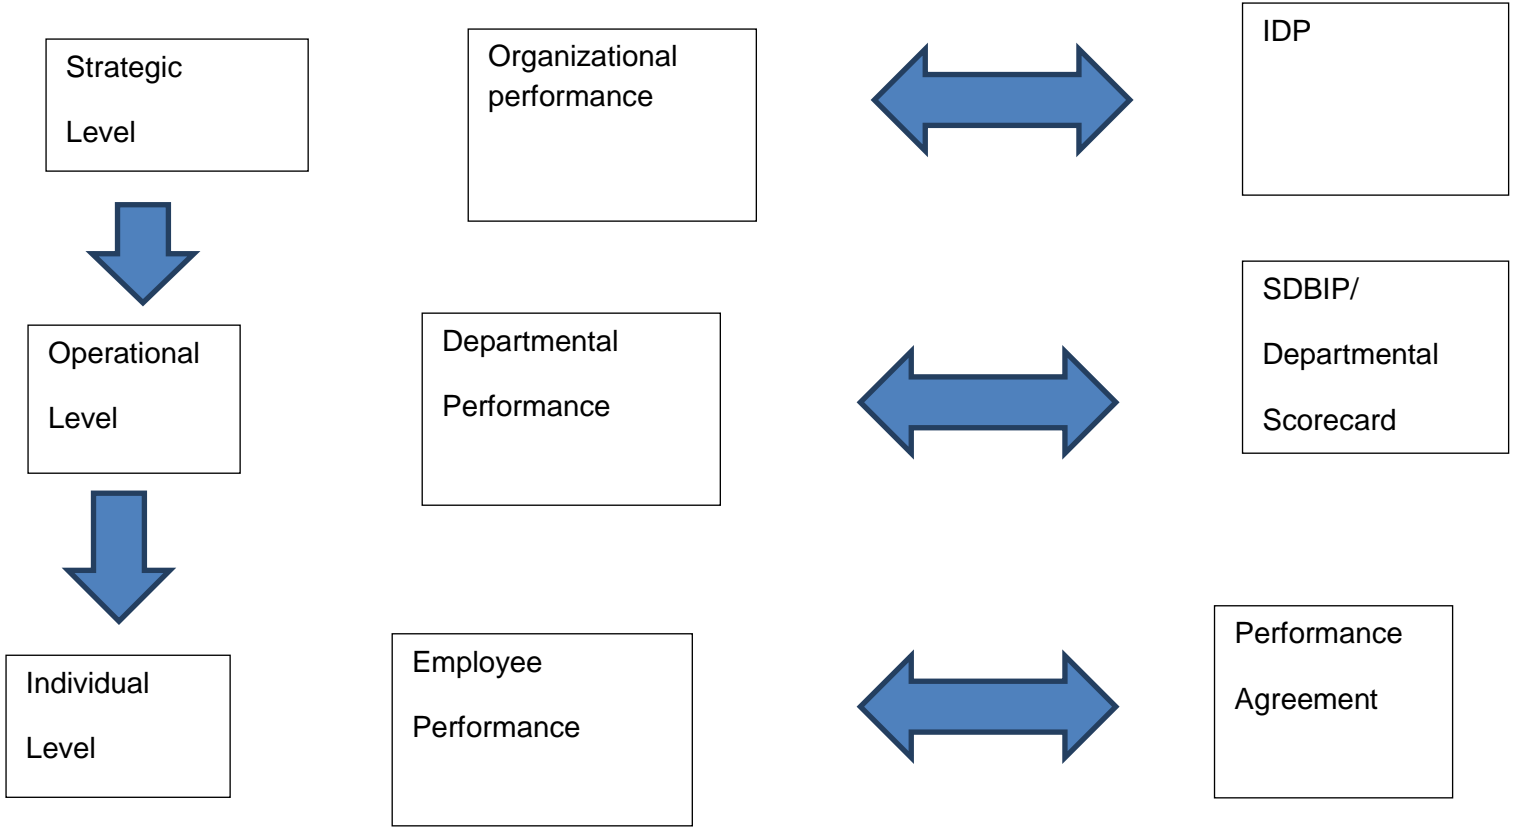 Strategic
Level
Organizational
performance
IDP
Operational
Level
Departmental
Performance
SDBIP/
Departmental
Scorecard
Individual
Level
Employee
Performance
Performance
Agreement